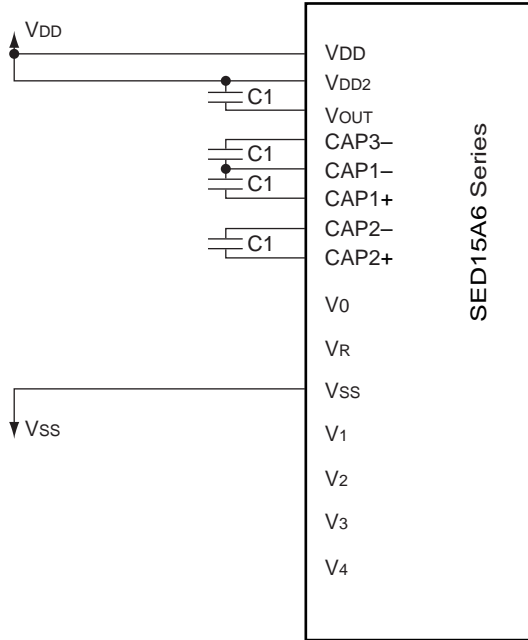 VDD
VDD
VDD2
C1
VOUT
C1
CAP3–
CAP1–
C1
CAP1+
CAP2–
C1
CAP2+
SED15A6 Series
V0
VR
VSS
VSS
V1
V2
V3
V4